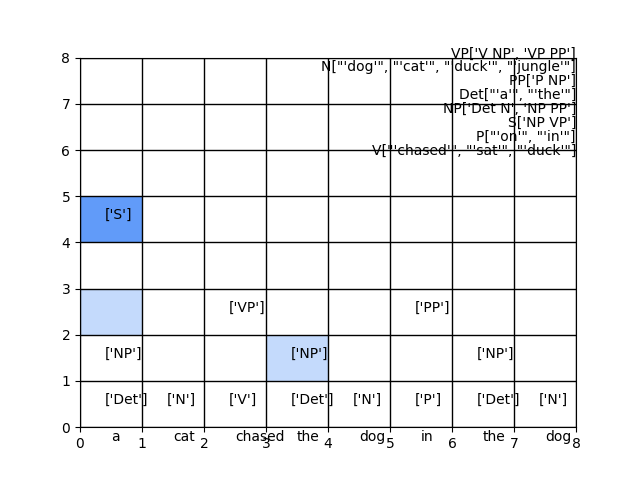 VP['V NP', 'VP PP']
8
N["'dog'", "'cat'", "'duck'", "'jungle'"]
PP['P NP']
Det["'a'", "'the'"]
7
NP['Det N', 'NP PP']
S['NP VP']
P["'on'", "'in'"]
6
V["'chased'", "'sat'", "'duck'"]
5
['S']
4
3
['VP'] ['PP']
2
['NP'] ['NP'] ['NP']
1
['Det'] ['N'] ['V'] ['Det'] ['N'] ['P'] ['Det'] ['N']
0
a cat chased the dog in the dog
0 1 2 3 4 5 6 7 8